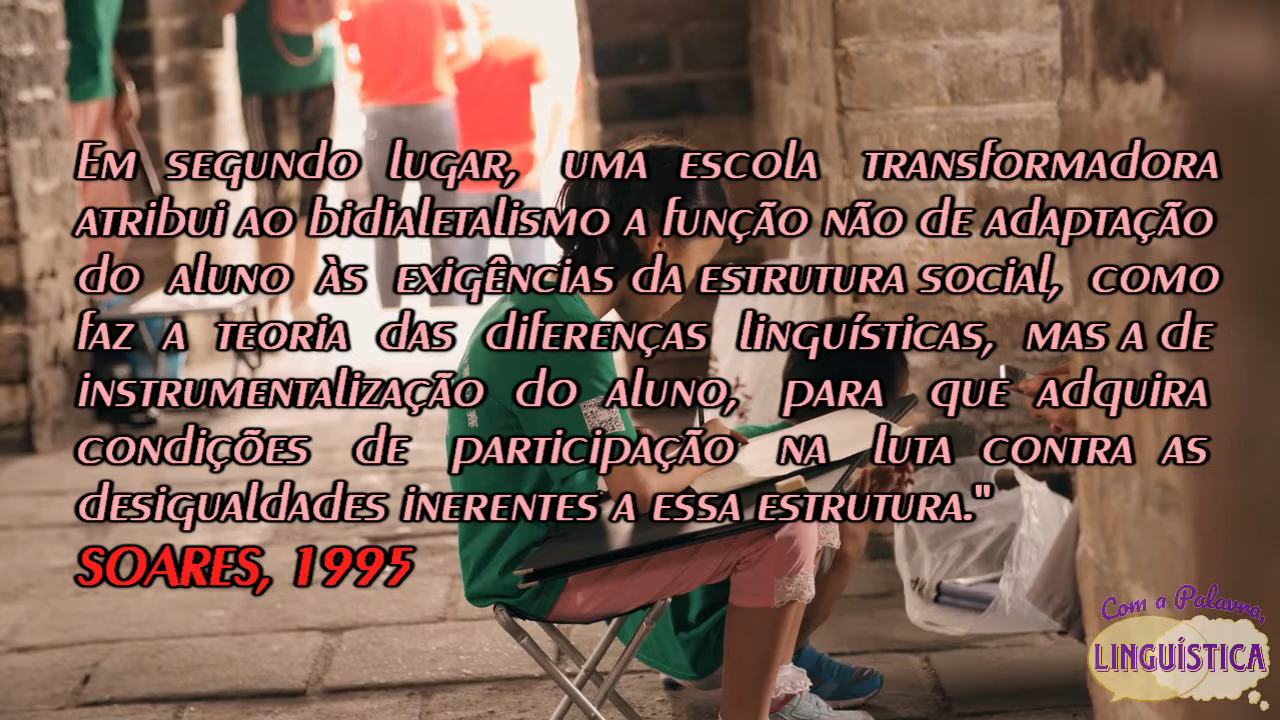 Em segundo lugar, uma escola transformadora
atribui ao bidialetalismo a função não de adaptação
do aluno às exigências da estrutura social, como
faz a teoria das diferenças linguísticas, mas a de
instrumentalização do aluno, para que adquira
condições de participação na luta contra as
desigualdades inerentes a essa estrutura."
SOARES, 1995
Com a Palavra,
LINGUÍSTICA